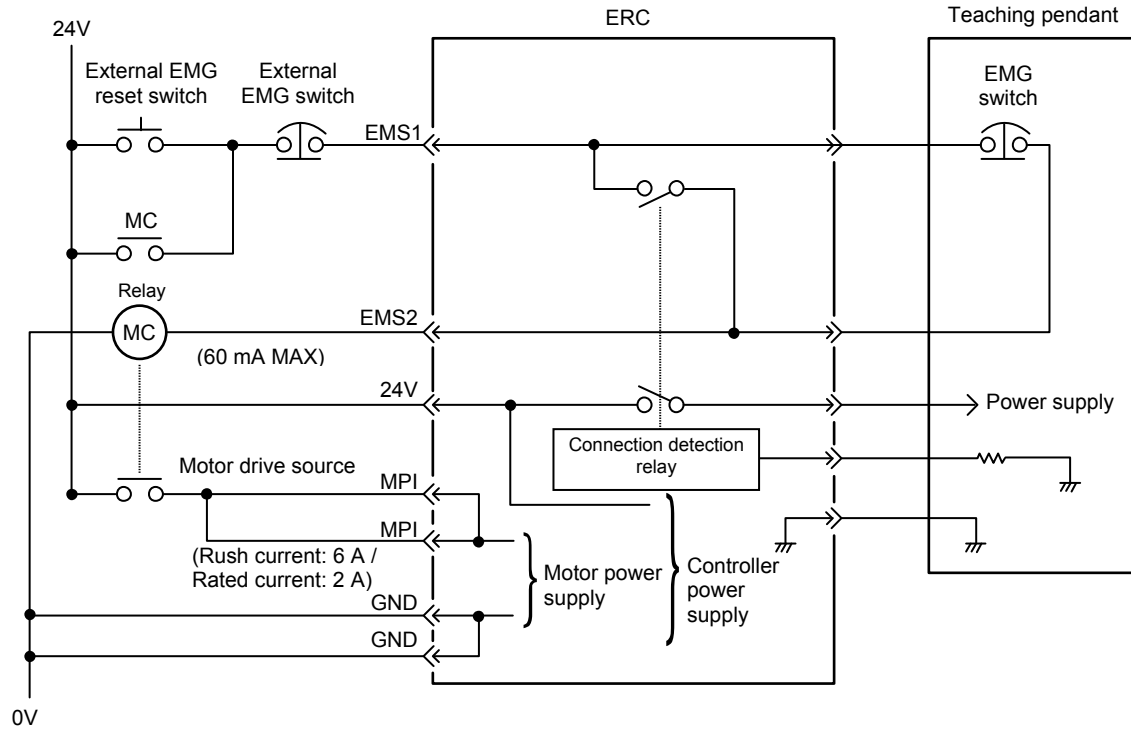 ERC
Teaching pendant
24V
External EMG
reset switch
External
EMG switch
EMG
switch
EMS1
MC
Relay
MC
EMS2
(60 mA MAX)
24V
Power supply
Connection detection
relay
Motor drive source
MPI
MPI
(Rush current: 6 A /
Rated current: 2 A)
Motor power
supply
Controller
power
supply
GND
GND
0V